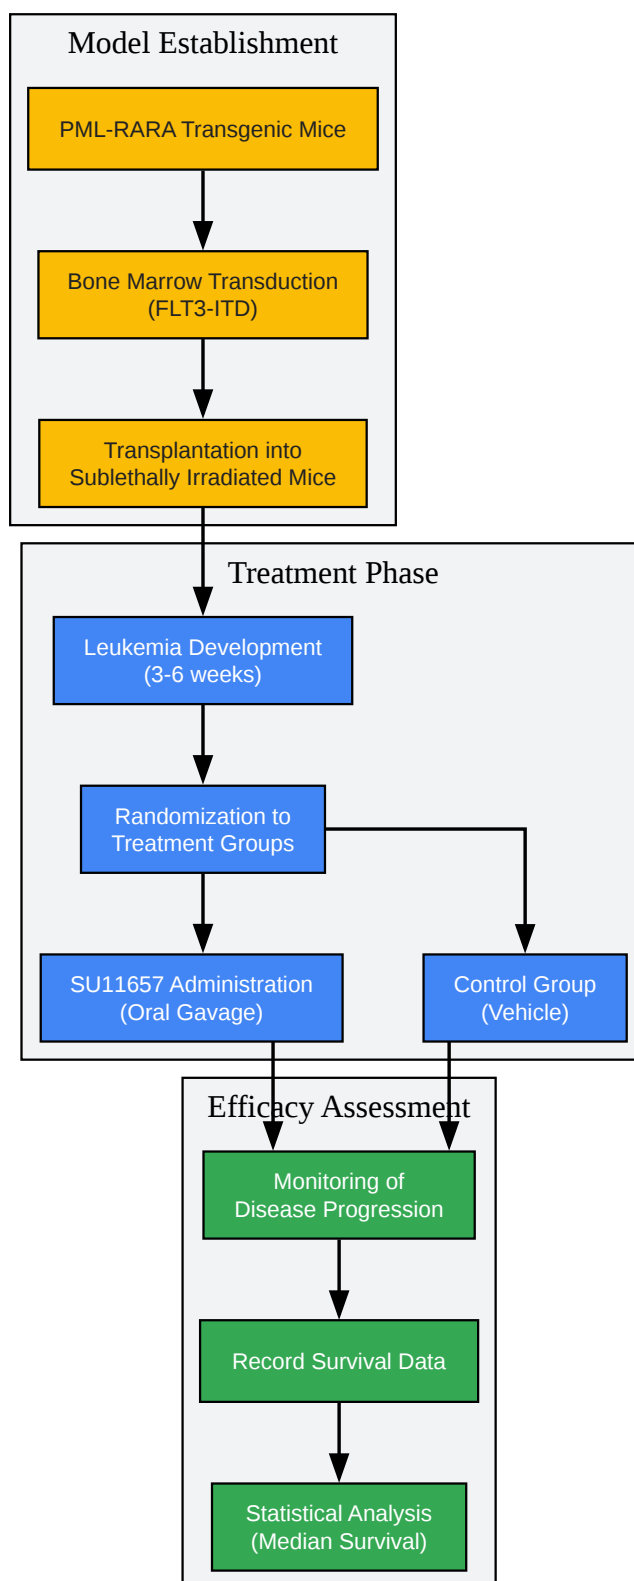 Model Establishment
PML-RARA Transgenic Mice
Bone Marrow Transduction
(FLT3-ITD)
Transplantation into
Sublethally Irradiated Mice
Treatment Phase
Leukemia Development
(3-6 weeks)
Randomization to
Treatment Groups
SU11657 Administration
(Oral Gavage)
Control Group
(Vehicle)
Efficacy Assessment
Monitoring of
Disease Progression
Record Survival Data
Statistical Analysis
(Median Survival)